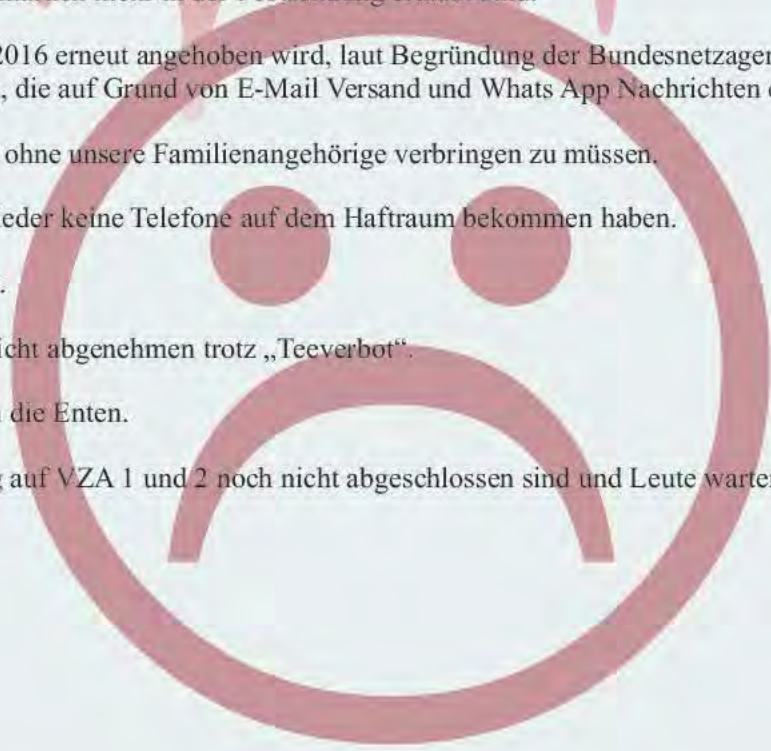 2016 erneut angehoben wird, laut Begründung der Bundesnetzagen
, die auf Grund von E-Mail Versand und Whats App Nachrichten
ohne unsere Familienangehörige verbringen zu müssen.
ieder keine Telefone auf dem Haftraum bekommen haben.
.
icht abgenehmen trotz „Teeverbot“.
die Enten.
g auf VZA 1 und 2 noch nicht abgeschlossen sind und Leute warten